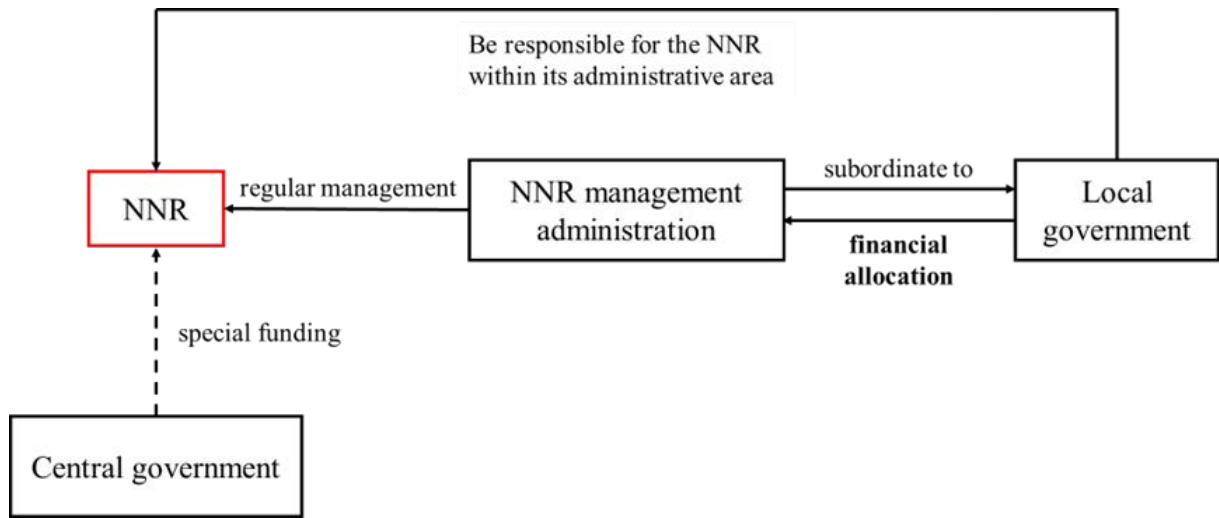 Be responsible for the NNR
within its administrative area
NNR
regular management
NNR management
administration
subordinate to
financial
allocation
Local
government
special funding
Central government